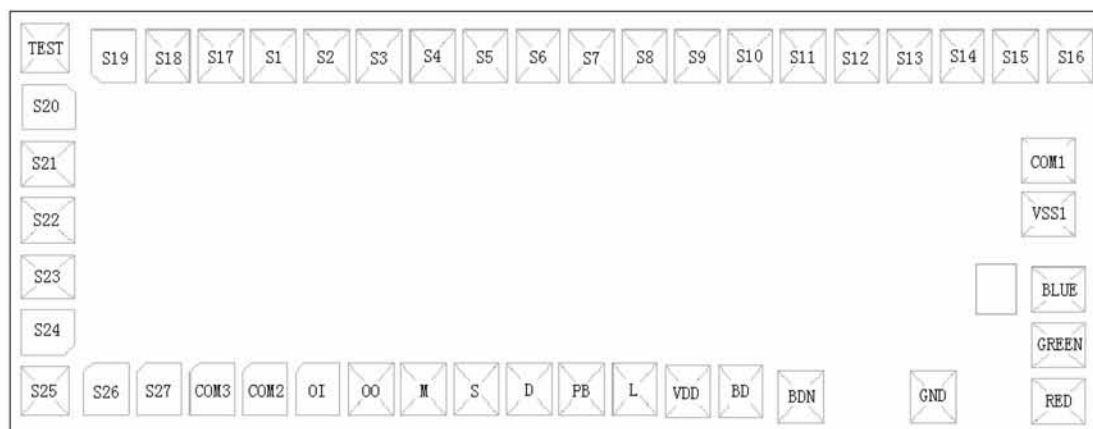 TEST S19 S18 S17 S1 S2 S3 S4 S5 S6 S7 S8 S9 S10 S11 S12 S13 S14 S15 S16
S20
S21 COM1
S22 VSS1
S23 BLUE
S24 GREEN
S25 S26 S27 COM3 COM2 OI OO M S D PB L VDD BD BDN GND RED